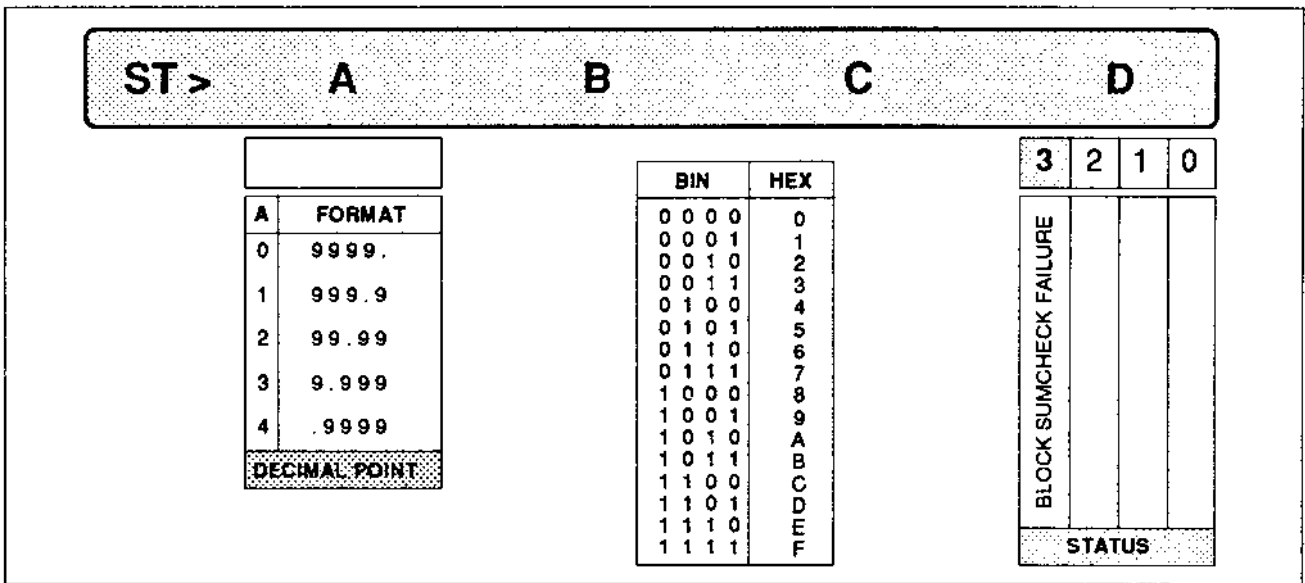 ST > A B C D
3 2 1 0
A FORMAT
0 9999.
1 999.9
2 99.99
3 9.999
4 .9999
DECIMAL POINT
BIN HEX
0 0 0 0 0
0 0 0 1 1
0 0 1 0 2
0 0 1 1 3
0 1 0 0 4
0 1 0 1 5
0 1 1 0 6
0 1 1 1 7
1 0 0 0 8
1 0 0 1 9
1 0 1 0 A
1 0 1 1 B
1 1 0 0 C
1 1 0 1 D
1 1 1 0 E
1 1 1 1 F
BLOCK SUMCHECK FAILURE
STATUS